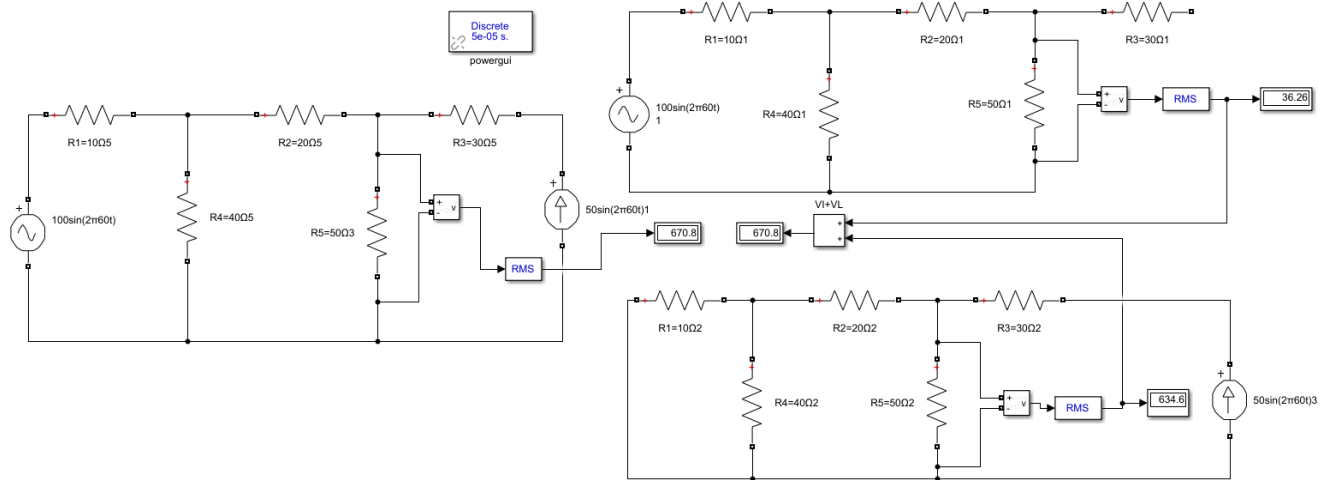 Discrete
5e-05 s.
powergui
R1=10Ω5
R2=20Ω5
R3=30Ω5
100sin(2π60t)
R4=40Ω5
R5=50Ω3
+
-
v
RMS
+
50sin(2π60t)1
670.8
R1=10Ω1
R2=20Ω1
R3=30Ω1
+
100sin(2π60t)
1
R4=40Ω1
R5=50Ω1
+
-
v
RMS
36.26
VI+VL
+
+
670.8
R1=10Ω2
R2=20Ω2
R3=30Ω2
R4=40Ω2
R5=50Ω2
+
-
v
RMS
634.6
+
50sin(2π60t)3